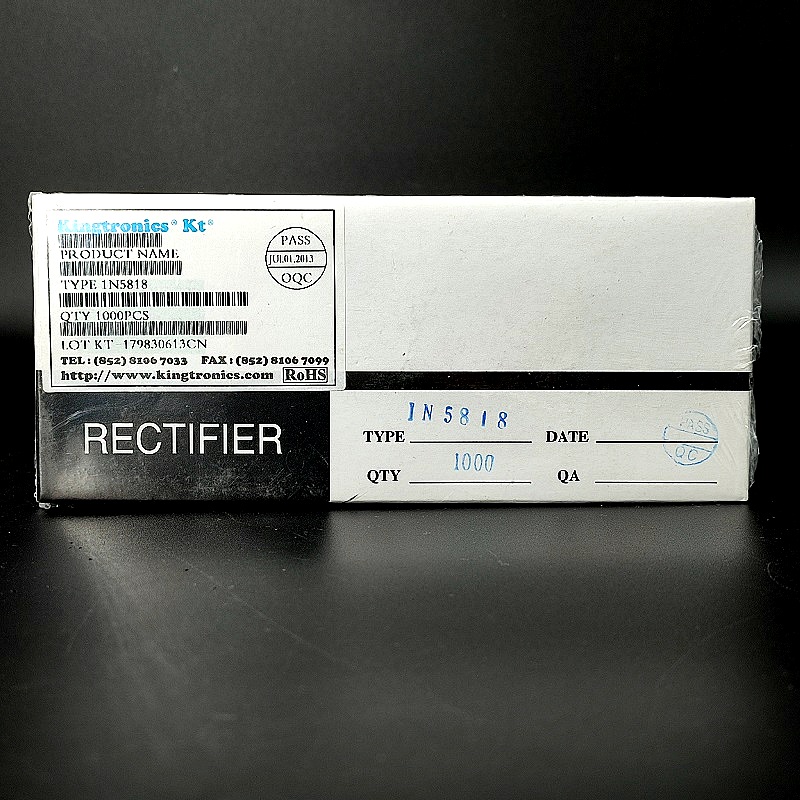 Kingtronics® Kt®
PRODUCT NAME
TYPE 1N5818
QTY 1000PCS
LOT KT -179830613CN
TEL: (852) 8106 7033 FAX: (852) 8106 7099
http://www.kingtronics.com RoHS
PASS
JUL.01.2013
OQC
RECTIFIER
TYPE 1N5818
DATE
QTY 1000
QA
PASS
QC